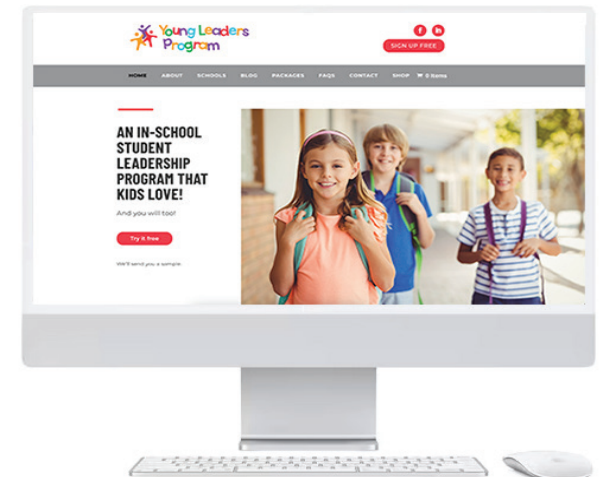 Young Leaders
Program
SIGN UP FREE
HOME ABOUT SCHOOLS BLOG PACKAGES FAQS CONTACT SHOP 0 Items
AN IN-SCHOOL
STUDENT
LEADERSHIP
PROGRAM THAT
KIDS LOVE!
And you will too!
Try it free
We'll send you a sample